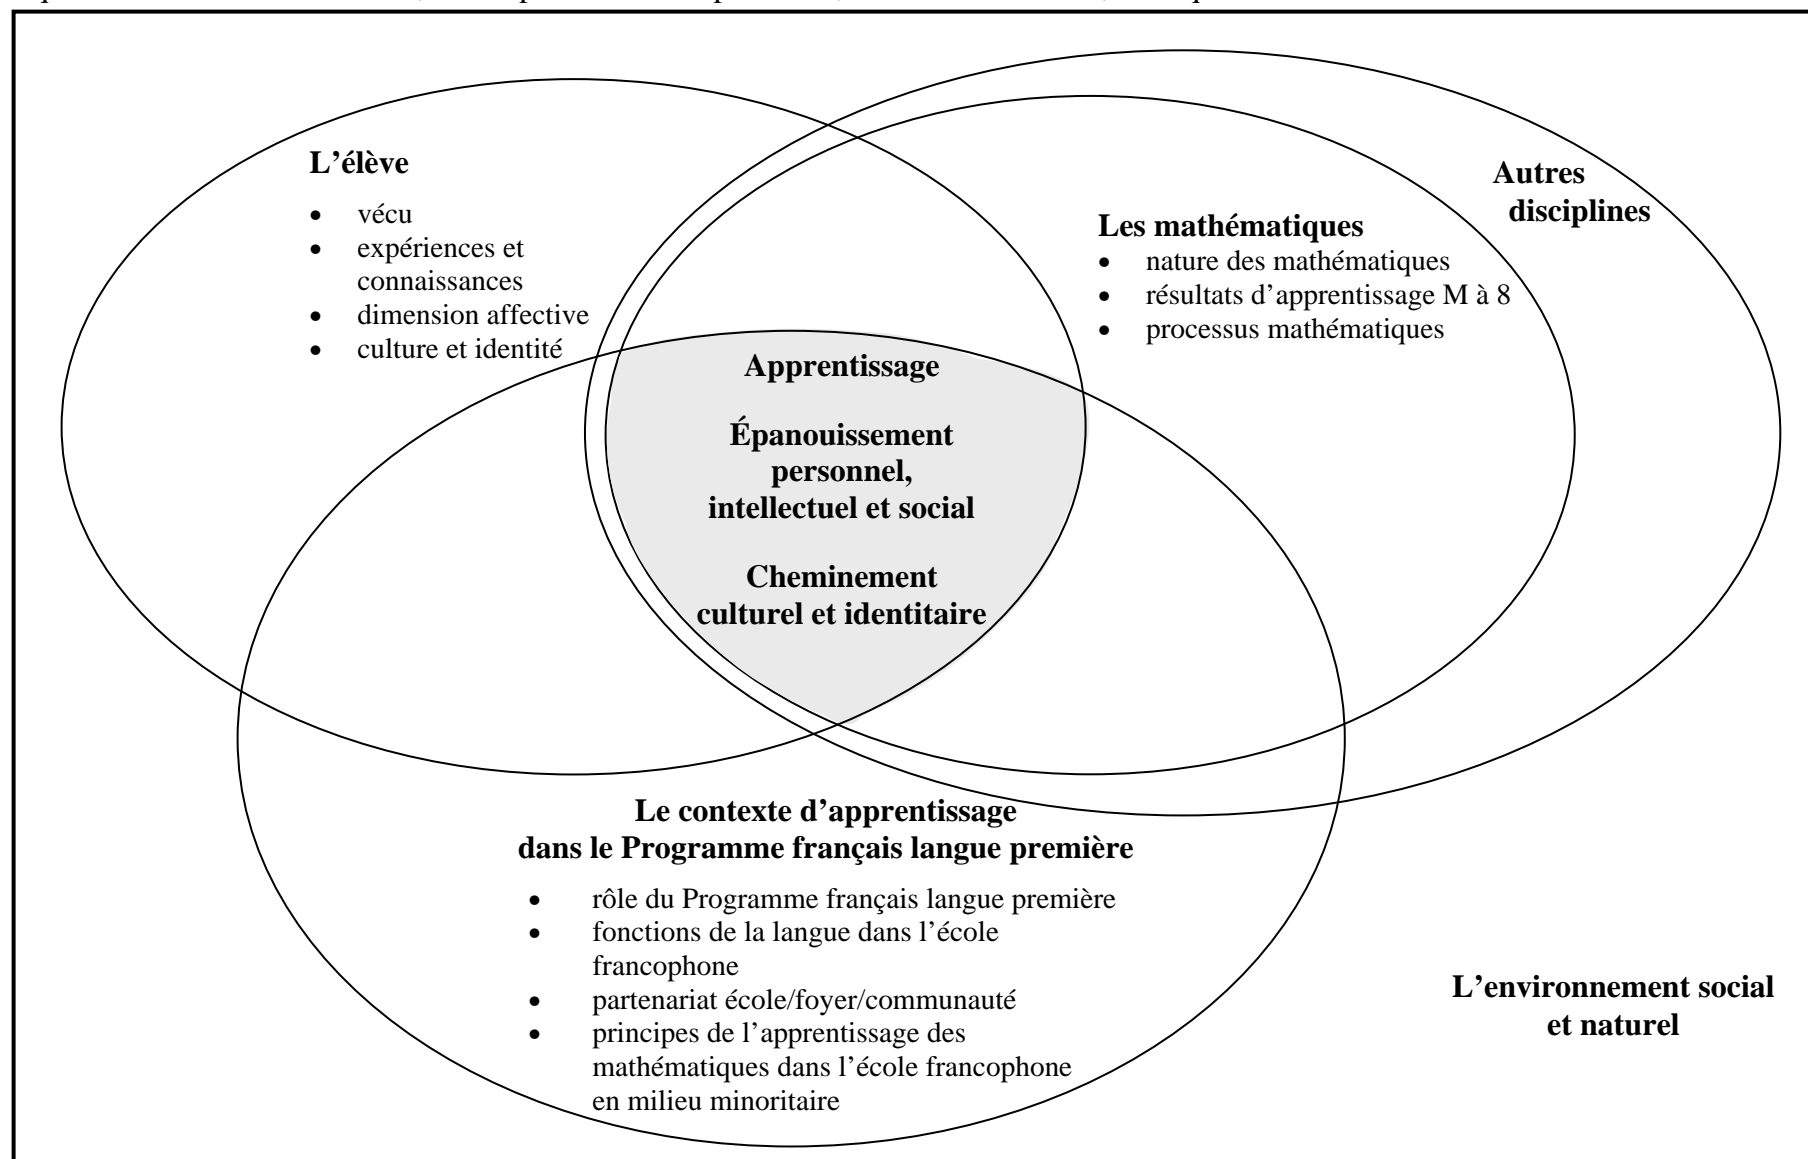 L’élève
• vécu
• expériences et
connaissances
• dimension affective
• culture et identité
Autres
disciplines
Les mathématiques
• nature des mathématiques
• résultats d’apprentissage M à 8
• processus mathématiques
Apprentissage
Épanouissement
personnel,
intellectuel et social
Cheminement
culturel et identitaire
Le contexte d’apprentissage
dans le Programme français langue première
• rôle du Programme français langue première
• fonctions de la langue dans l’école
francophone
• partenariat école/foyer/communauté
• principes de l’apprentissage des
mathématiques dans l’école francophone
en milieu minoritaire
L’environnement social
et naturel